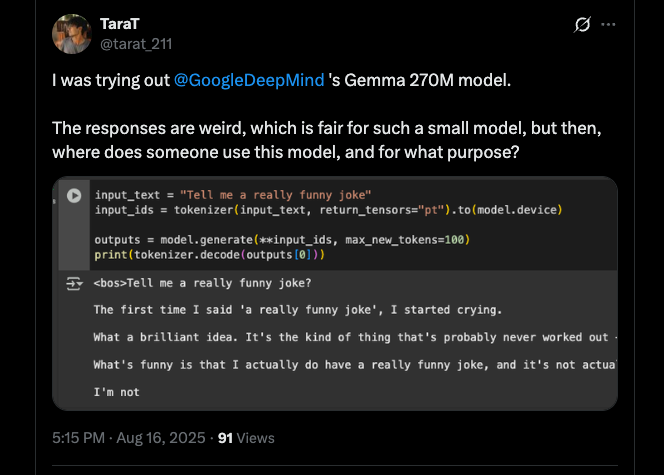 TaraT
@tarat_211
I was trying out @GoogleDeepMind 's Gemma 270M model.
The responses are weird, which is fair for such a small model, but then,
where does someone use this model, and for what purpose?
input_text = "Tell me a really funny joke"
input_ids = tokenizer(input_text, return_tensors="pt").to(model.device)
outputs = model.generate(**input_ids, max_new_tokens=100)
print(tokenizer.decode(outputs[0]))
<bos>Tell me a really funny joke?
The first time I said 'a really funny joke', I started crying.
What a brilliant idea. It's the kind of thing that's probably never worked out
What's funny is that I actually do have a really funny joke, and it's not
I'm not
5:15 PM · Aug 16, 2025 · 91 Views